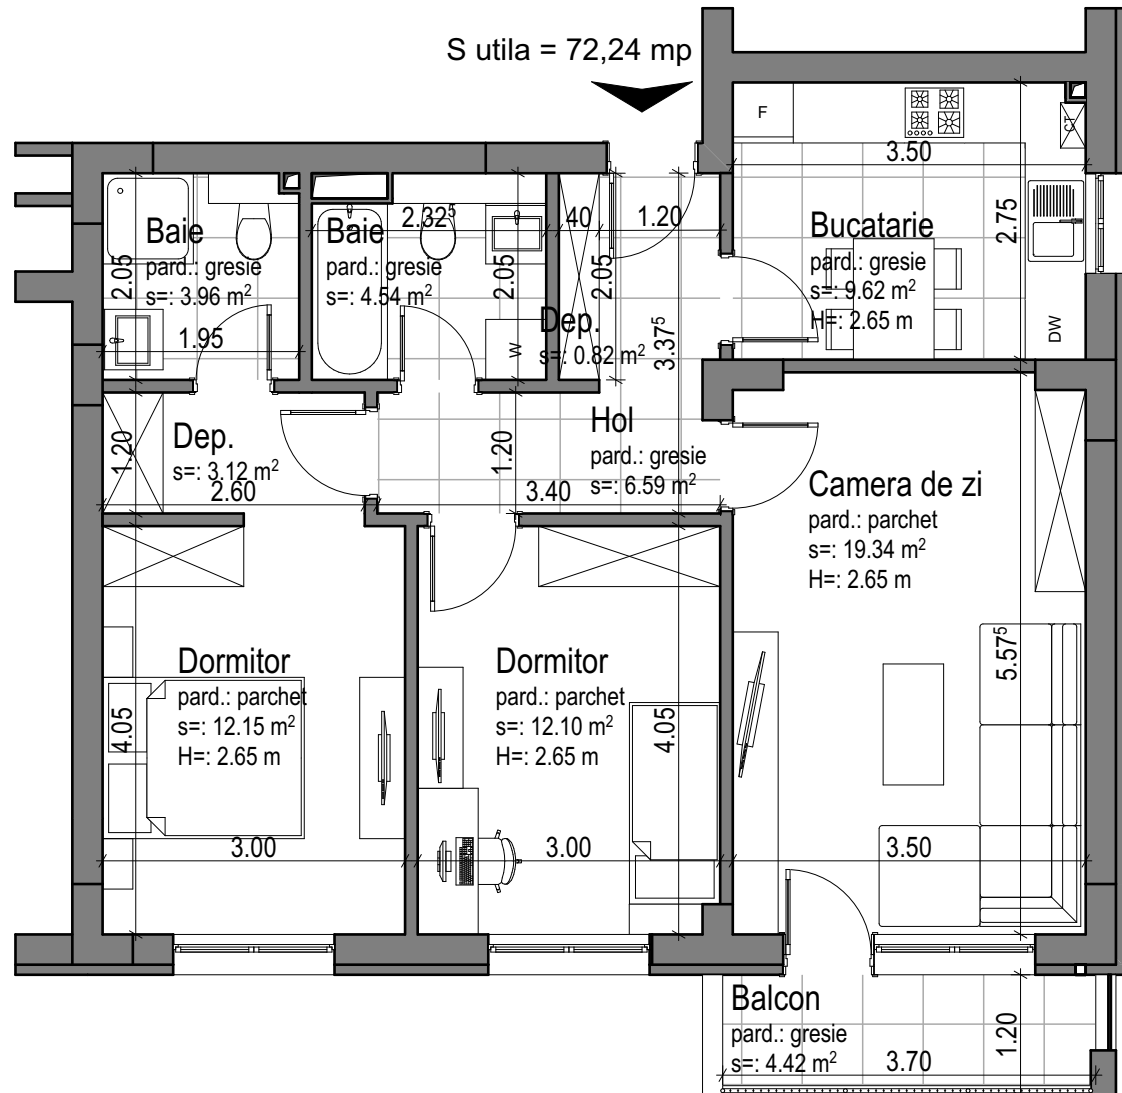 S utila = 72,24 mp
F
CT
3.50
2.75
Bucatarie
pard.: gresie
s=: 9.62 m²
H=: 2.65 m
DW
Baie
pard.: gresie
s=: 3.96 m²
2.05
1.95
Baie
pard.: gresie
s=: 4.54 m²
2.32⁵
2.05
W
40
1.20
2.05
3.37⁵
Dep.
s=: 0.82 m²
Dep.
s=: 3.12 m²
1.20
2.60
Hol
pard.: gresie
s=: 6.59 m²
1.20
3.40
Camera de zi
pard.: parchet
s=: 19.34 m²
H=: 2.65 m
5.57⁵
3.50
Dormitor
pard.: parchet
s=: 12.15 m²
H=: 2.65 m
4.05
3.00
Dormitor
pard.: parchet
s=: 12.10 m²
H=: 2.65 m
4.05
3.00
Balcon
pard.: gresie
s=: 4.42 m²
1.20
3.70